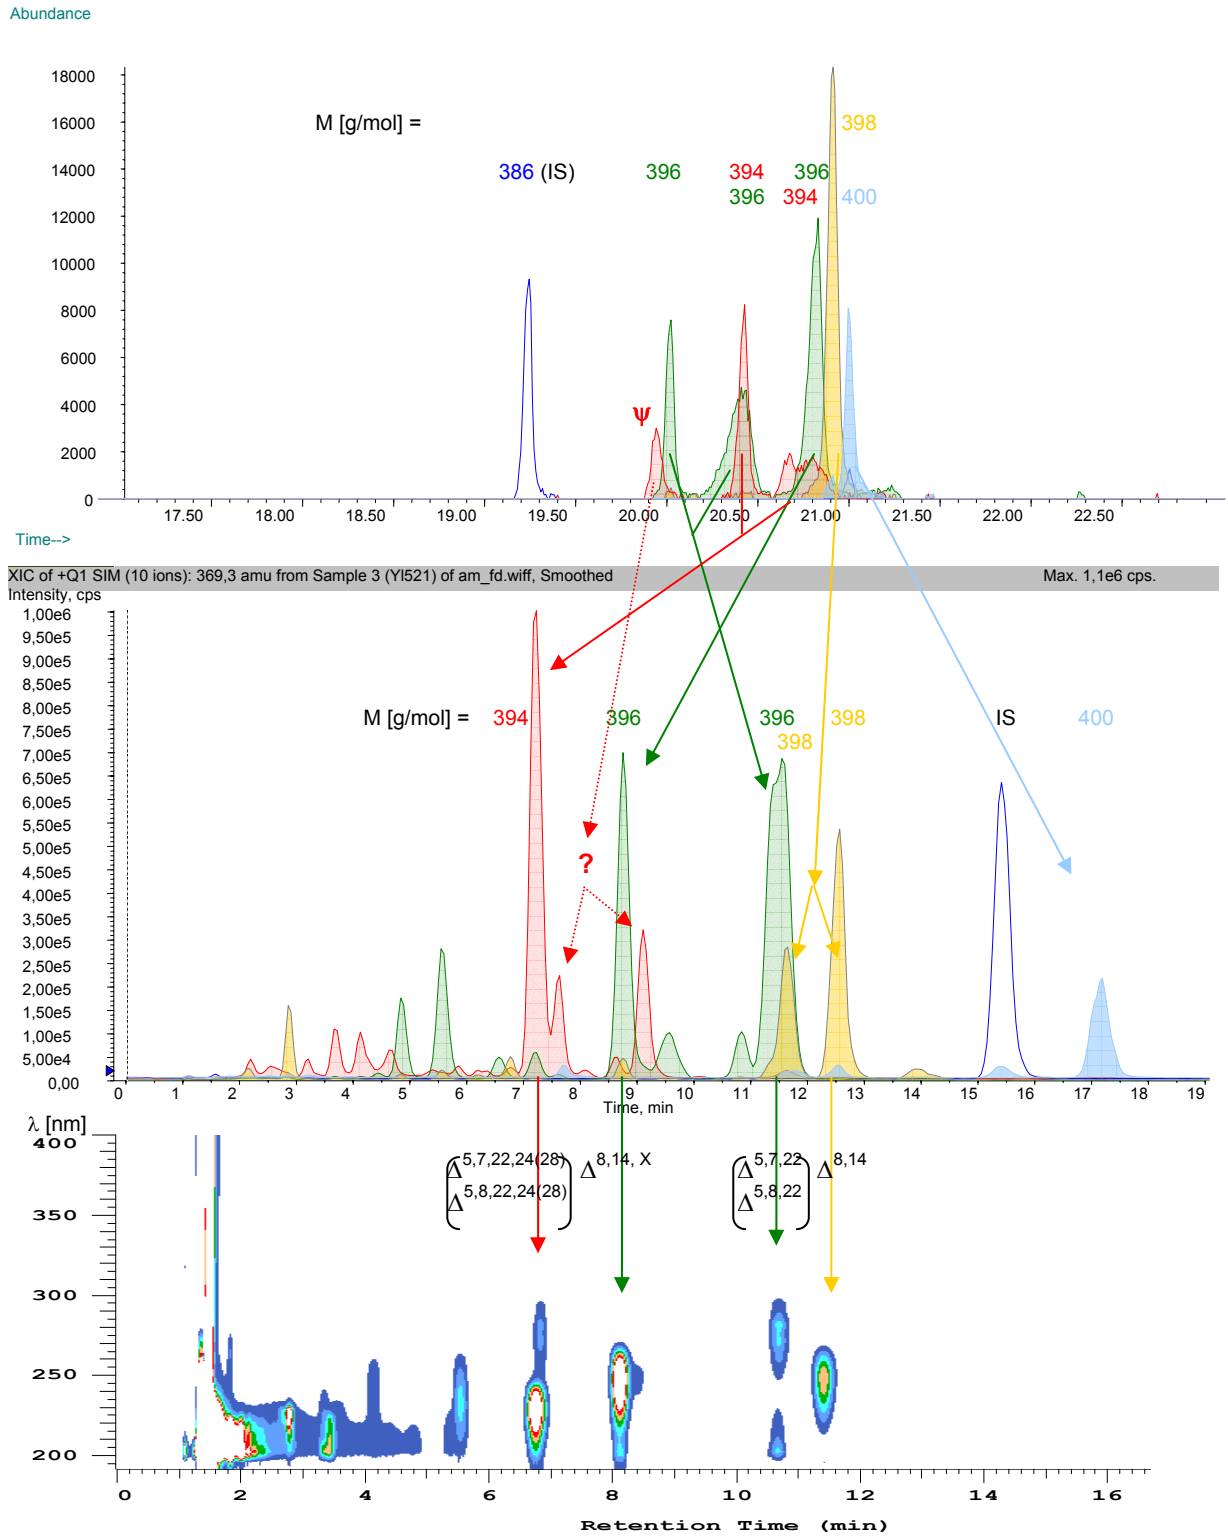 Abundance
18000
16000
14000
12000
10000
8000
6000
4000
2000
0
M [g/mol] =
398
386 (IS)
396
394
396
396
394
400
ψ
17.50
18.00
18.50
19.00
19.50
20.00
20.50
21.00
21.50
22.00
22.50
Time-->
XIC of +Q1 SIM (10 ions): 369,3 amu from Sample 3 (YI521) of am_fd.wiff, Smoothed
Max. 1,1e6 cps.
Intensity, cps
1,00e6
9,50e5
9,00e5
8,50e5
8,00e5
7,50e5
7,00e5
6,50e5
6,00e5
5,50e5
5,00e5
4,50e5
4,00e5
3,50e5
3,00e5
2,50e5
2,00e5
1,50e5
1,00e5
5,00e4
0,00
M [g/mol] =
394
396
396
398
398
IS
400
?
0
1
2
3
4
5
6
7
8
9
10
11
12
13
14
15
16
17
18
19
Time, min
λ [nm]
400
350
300
250
200
Δ5,7,22,24(28)
Δ5,8,22,24(28)
Δ8,14, X
Δ5,7,22
Δ5,8,22
Δ8,14
0
2
4
6
8
10
12
14
16
Retention Time (min)